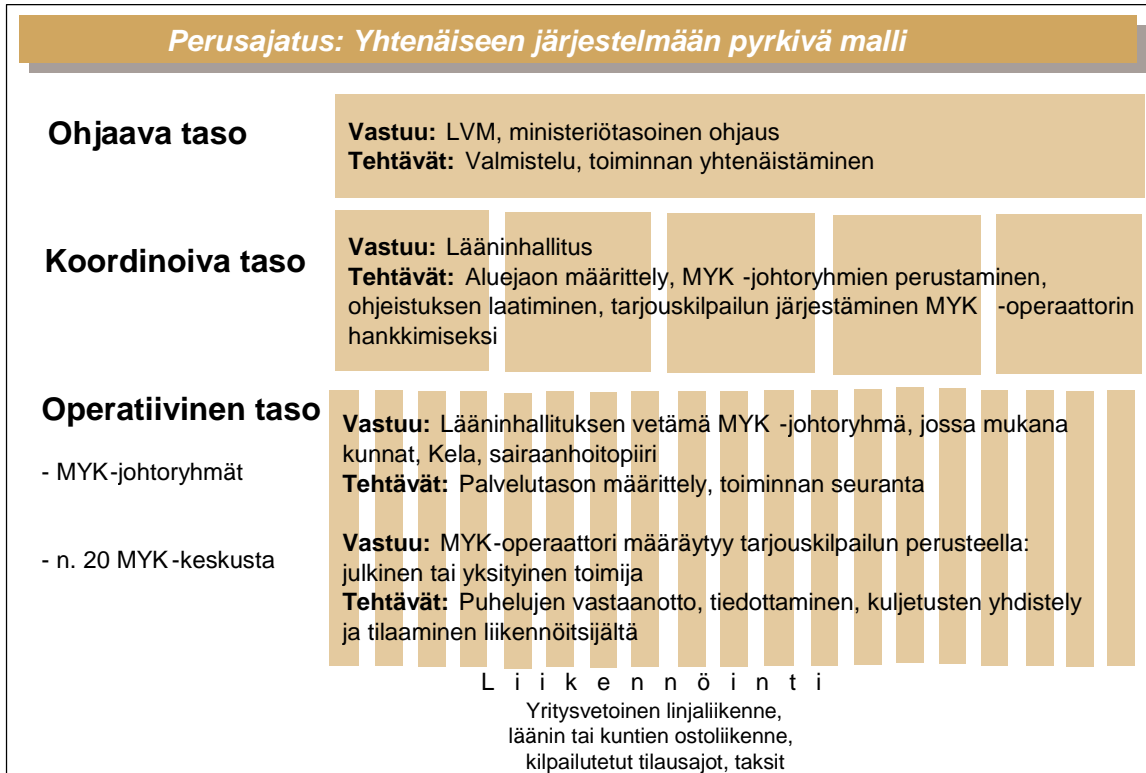 Perusajatus: Yhtenäiseen järjestelmään pyrkivä malli
Ohjaava taso
Vastuu: LVM, ministeriötasoinen ohjaus
Tehtävät: Valmistelu, toiminnan yhtenäistäminen
Koordinoiva taso
Vastuu: Lääninhallitus
Tehtävät: Aluejaon määrittely, MYK -johtoryhmien perustaminen,
ohjeistuksen laatiminen, tarjouskilpailun järjestäminen MYK -operaattorin
hankkimiseksi
Operatiivinen taso
- MYK-johtoryhmät
Vastuu: Lääninhallituksen vetämä MYK -johtoryhmä, jossa mukana
kunnat, Kela, sairaanhoitopiiri
Tehtävät: Palvelutason määrittely, toiminnan seuranta
- n. 20 MYK-keskusta
Vastuu: MYK-operaattori määräytyy tarjouskilpailun perusteella:
julkinen tai yksityinen toimija
Tehtävät: Puhelujen vastaanotto, tiedottaminen, kuljetusten yhdistely
ja tilaaminen liikennöitsijältä
L i i k e n n ö i n t i
Yritysvetoinen linjaliikenne,
läänin tai kuntien ostoliikenne,
kilpailutetut tilausajot, taksit